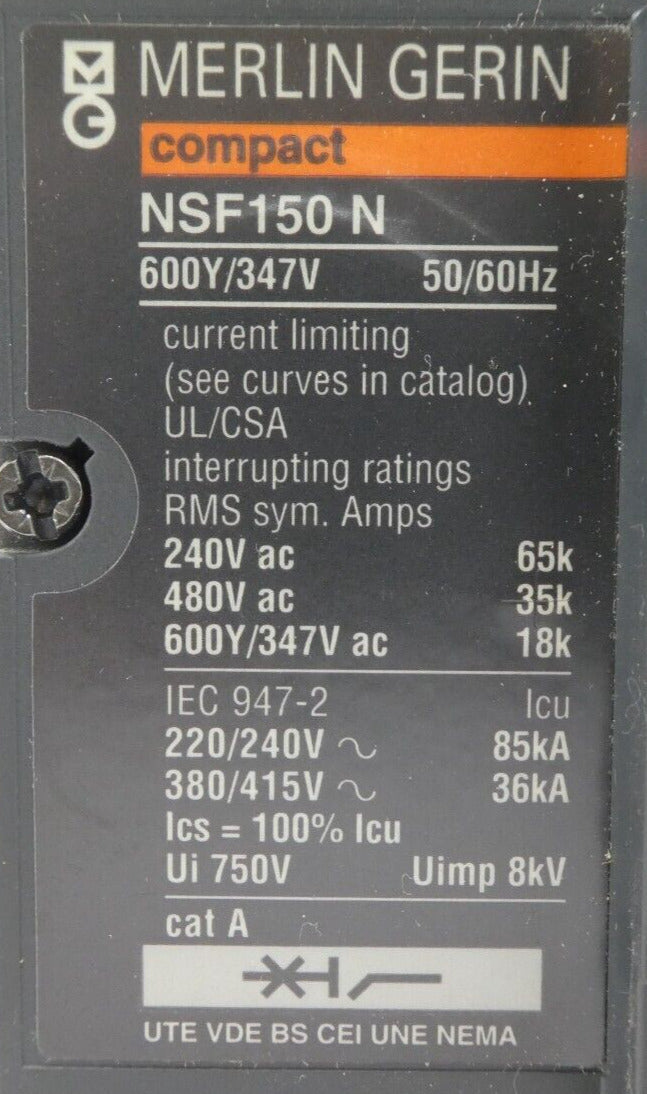 MG
MERLIN GERIN
compact
NSF150 N
600Y/347V 50/60Hz
current limiting
(see curves in catalog)
UL/CSA
interrupting ratings
RMS sym. Amps
240V ac 65k
480V ac 35k
600Y/347V ac 18k
IEC 947-2 Icu
220/240V ~ 85kA
380/415V ~ 36kA
Ics = 100% Icu
Ui 750V Uimp 8kV
cat A
UTE VDE BS CEI UNE NEMA